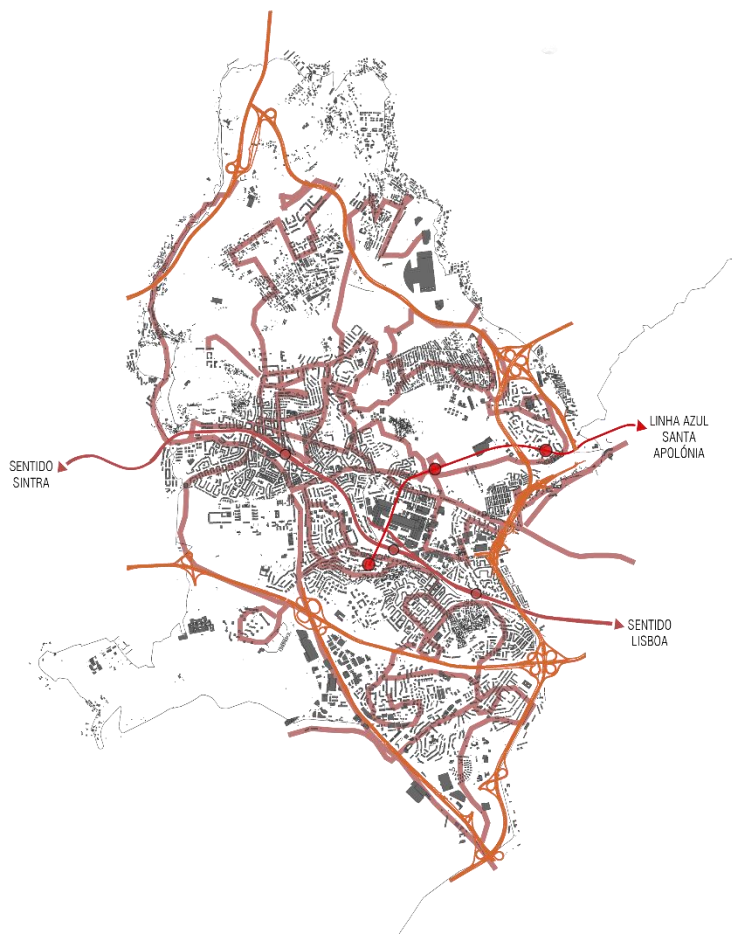 LINHA AZUL
SANTA
APOLÓNIA
SENTIDO
SINTRA
SENTIDO
LISBOA